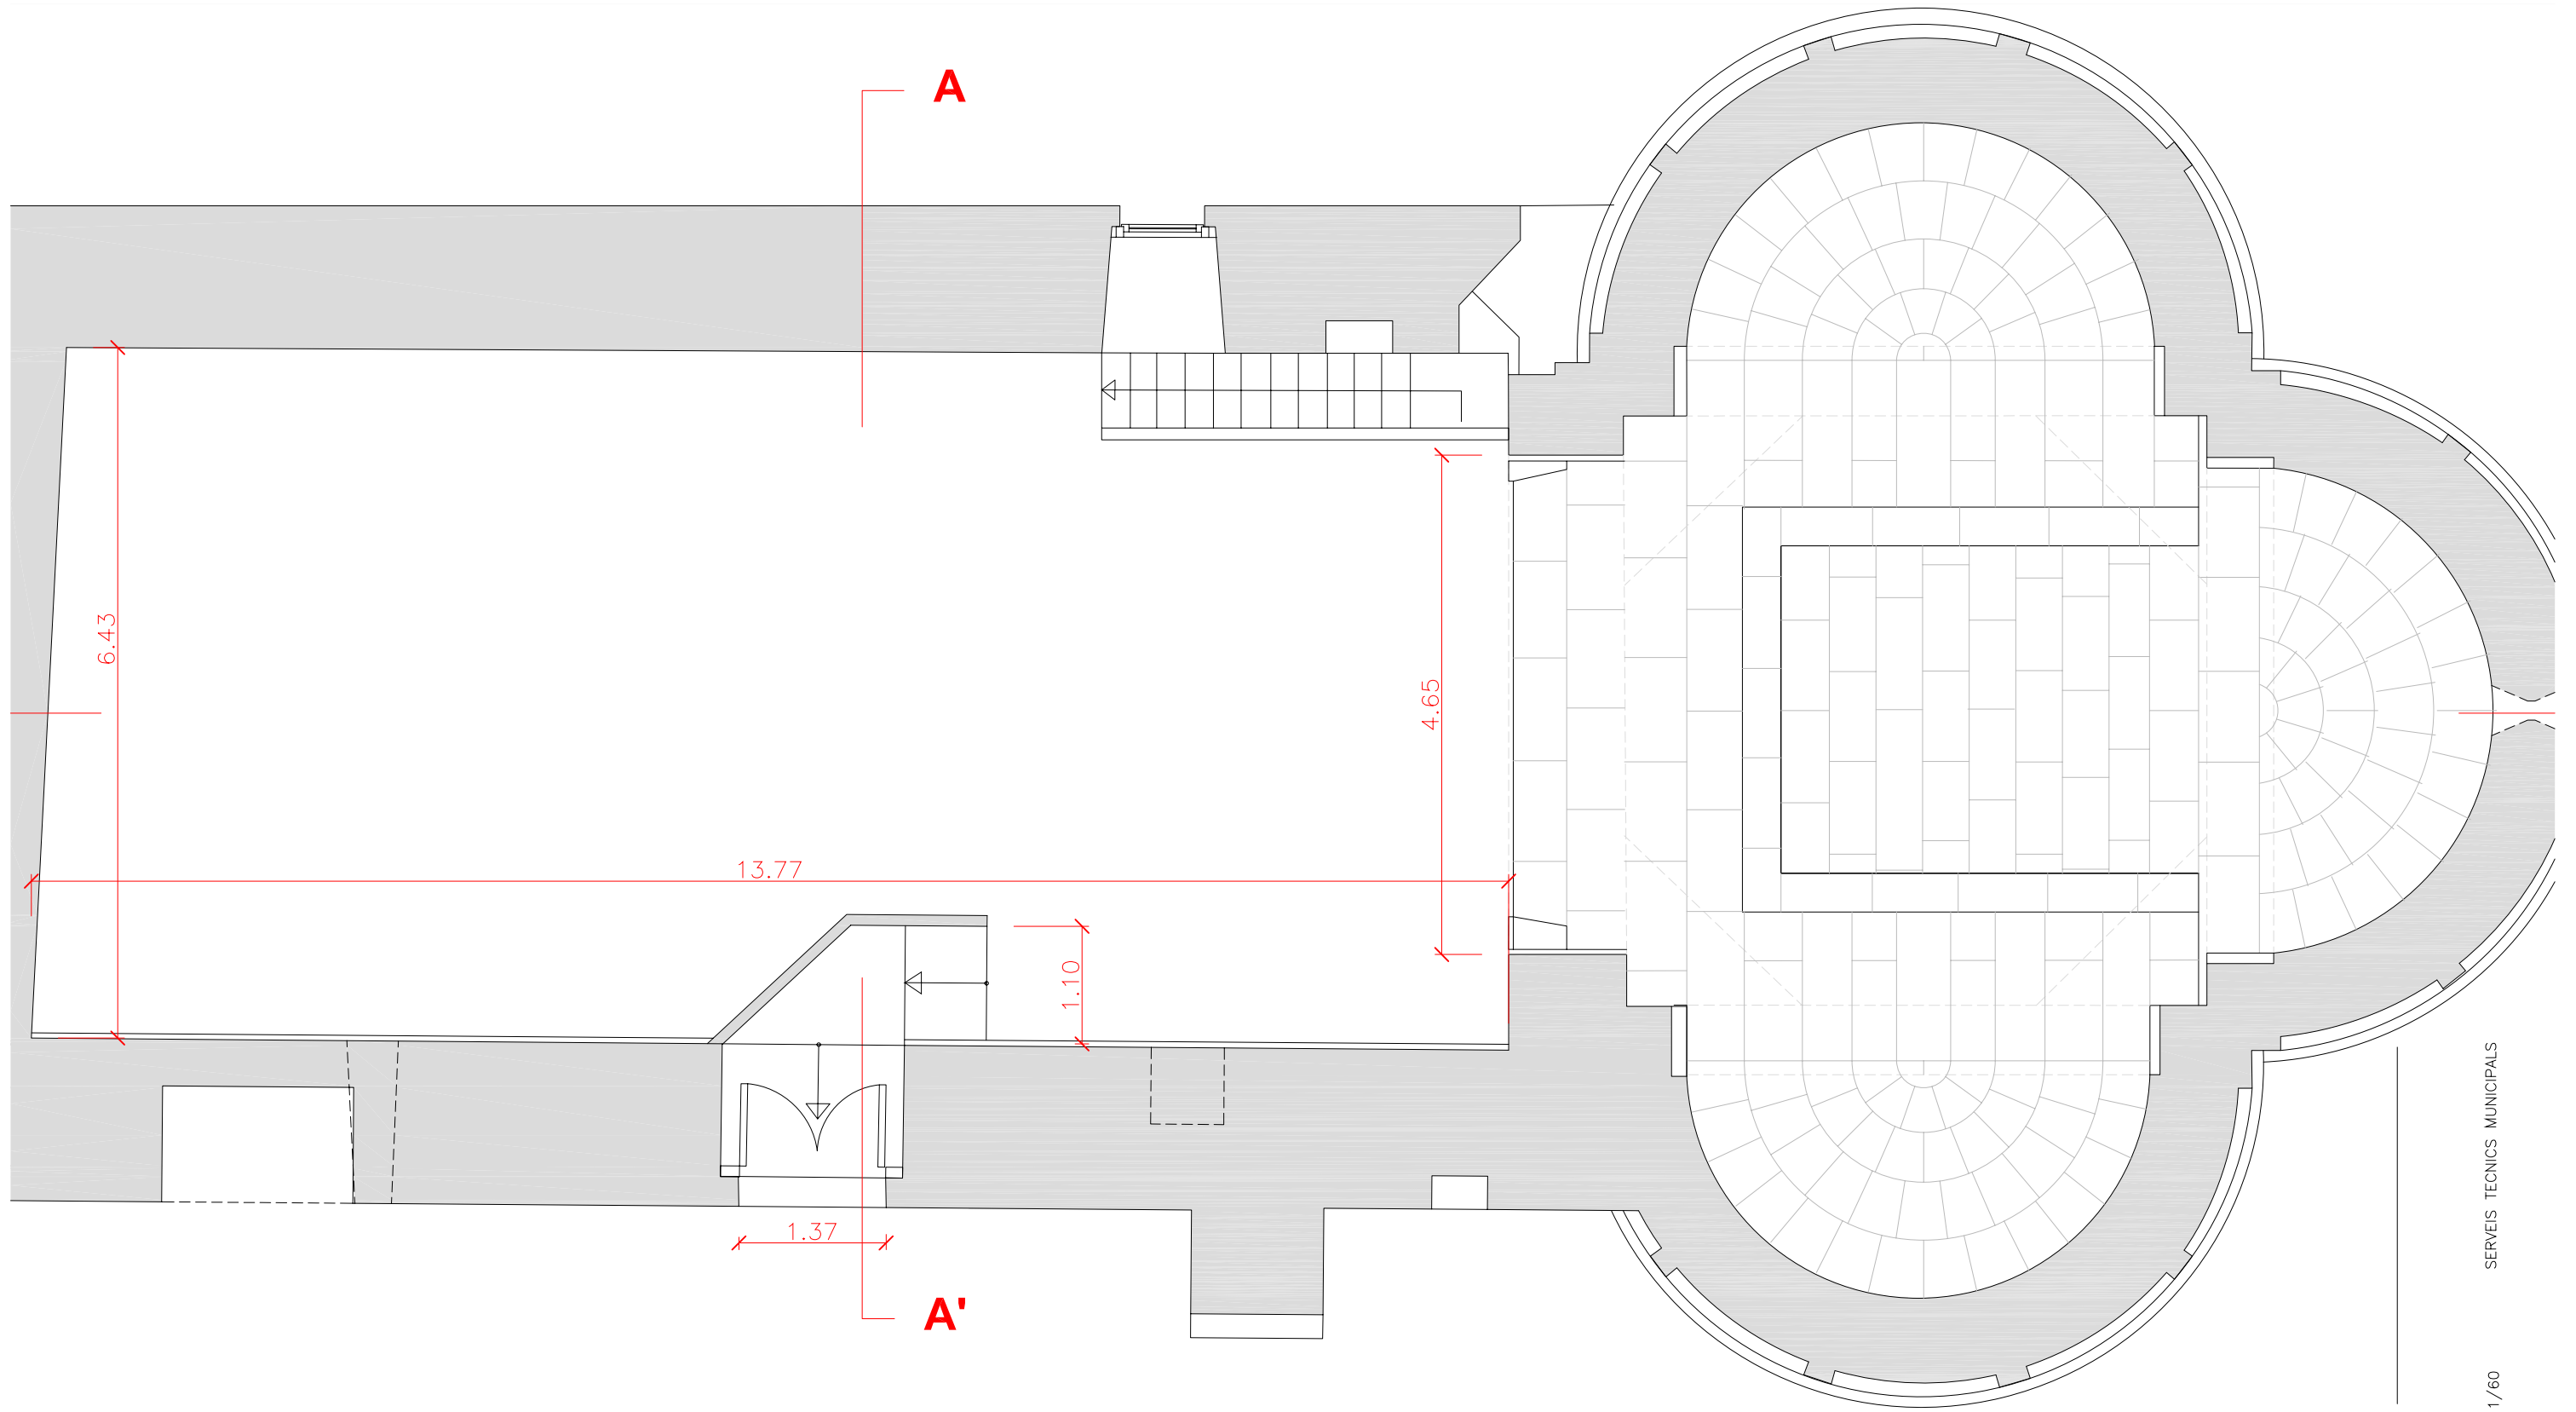 A
6.43
4.65
13.77
1.10
1.37
A'
SERVEIS TECNICS MUNICIPALS
1/60